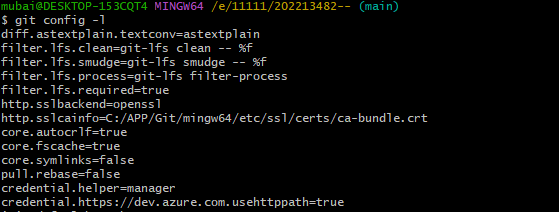 mubai@DESKTOP-153CQT4 MINGW64 /e/11111/202213482-- (main)
$ git config -l
diff.astextplain.textconv=astextplain
filter.lfs.clean=git-lfs clean -- %f
filter.lfs.smudge=git-lfs smudge -- %f
filter.lfs.process=git-lfs filter-process
filter.lfs.required=true
http.sslbackend=openssl
http.sslcainfo=C:/APP/Git/mingw64/etc/ssl/certs/ca-bundle.crt
core.autocrlf=true
core.fscache=true
core.symlinks=false
pull.rebase=false
credential.helper=manager
credential.https://dev.azure.com.usehttppath=true